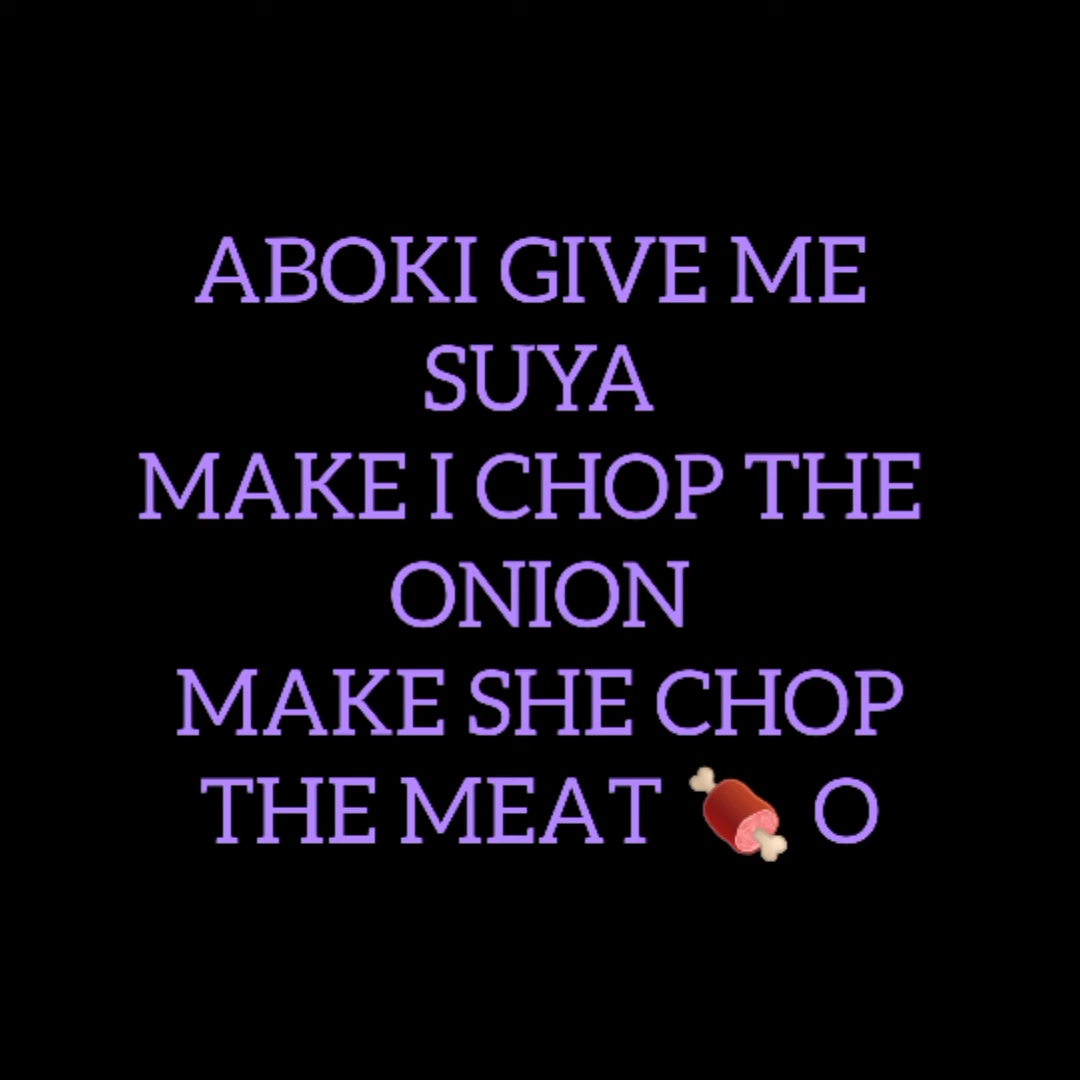 ABOKI GIVE ME
SUYA
MAKE I CHOP THE
ONION
MAKE SHE CHOP
THE MEAT 🍖 O